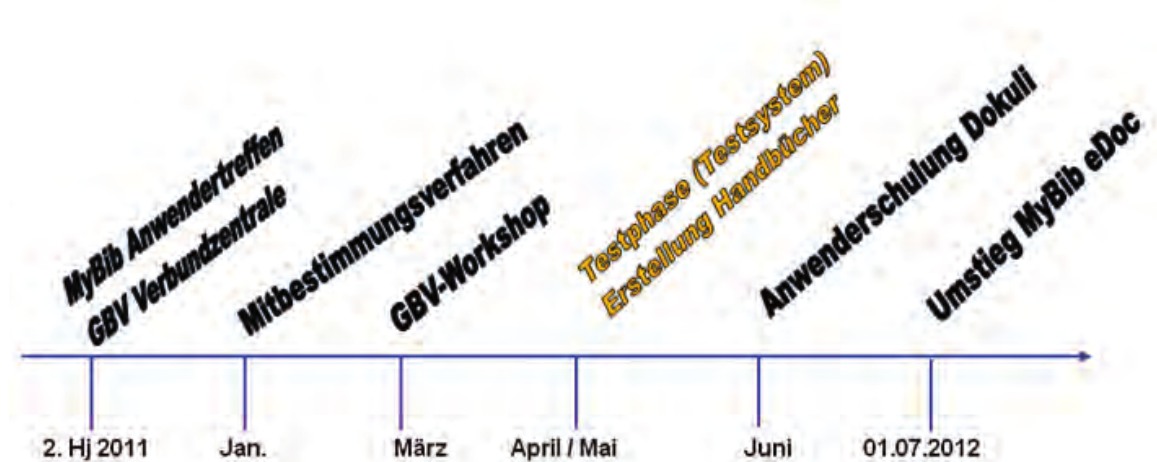 MyBib Anwendertreffen
GBV Verbundzentrale
Mitbestimmungsverfahren
GBV-Workshop
Testphase (Testsystem)
Erstellung Handbücher
Anwenderschulung Dokuli
Umstieg MyBib eDoc
2. Hj 2011
Jan.
März
April / Mai
Juni
01.07.2012